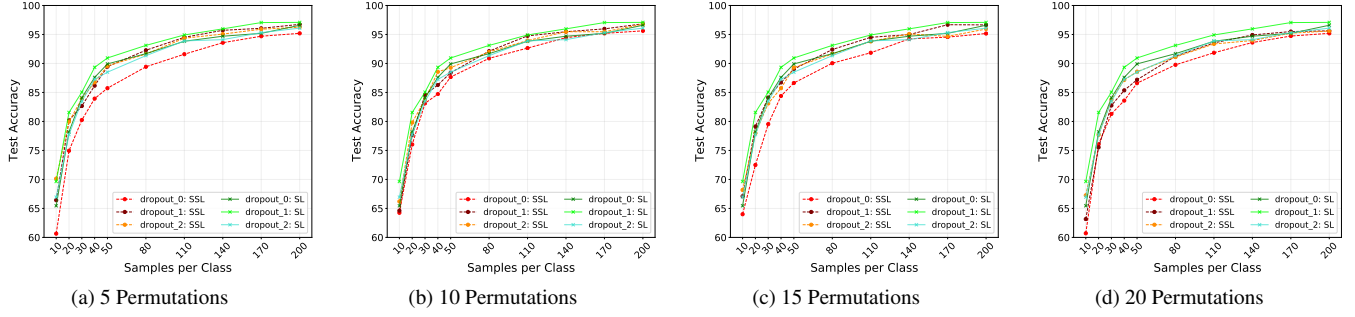 100
95
90
85
80
75
70
65
60
Test Accuracy
dropout_0: SSL
dropout_1: SSL
dropout_2: SSL
dropout_0: SL
dropout_1: SL
dropout_2: SL
10 20 30 40 50 80 110 140 170 200
Samples per Class
(a) 5 Permutations
100
95
90
85
80
75
70
65
60
Test Accuracy
dropout_0: SSL
dropout_1: SSL
dropout_2: SSL
dropout_0: SL
dropout_1: SL
dropout_2: SL
10 20 30 40 50 80 110 140 170 200
Samples per Class
(b) 10 Permutations
100
95
90
85
80
75
70
65
60
Test Accuracy
dropout_0: SSL
dropout_1: SSL
dropout_2: SSL
dropout_0: SL
dropout_1: SL
dropout_2: SL
10 20 30 40 50 80 110 140 170 200
Samples per Class
(c) 15 Permutations
100
95
90
85
80
75
70
65
60
Test Accuracy
dropout_0: SSL
dropout_1: SSL
dropout_2: SSL
dropout_0: SL
dropout_1: SL
dropout_2: SL
10 20 30 40 50 80 110 140 170 200
Samples per Class
(d) 20 Permutations